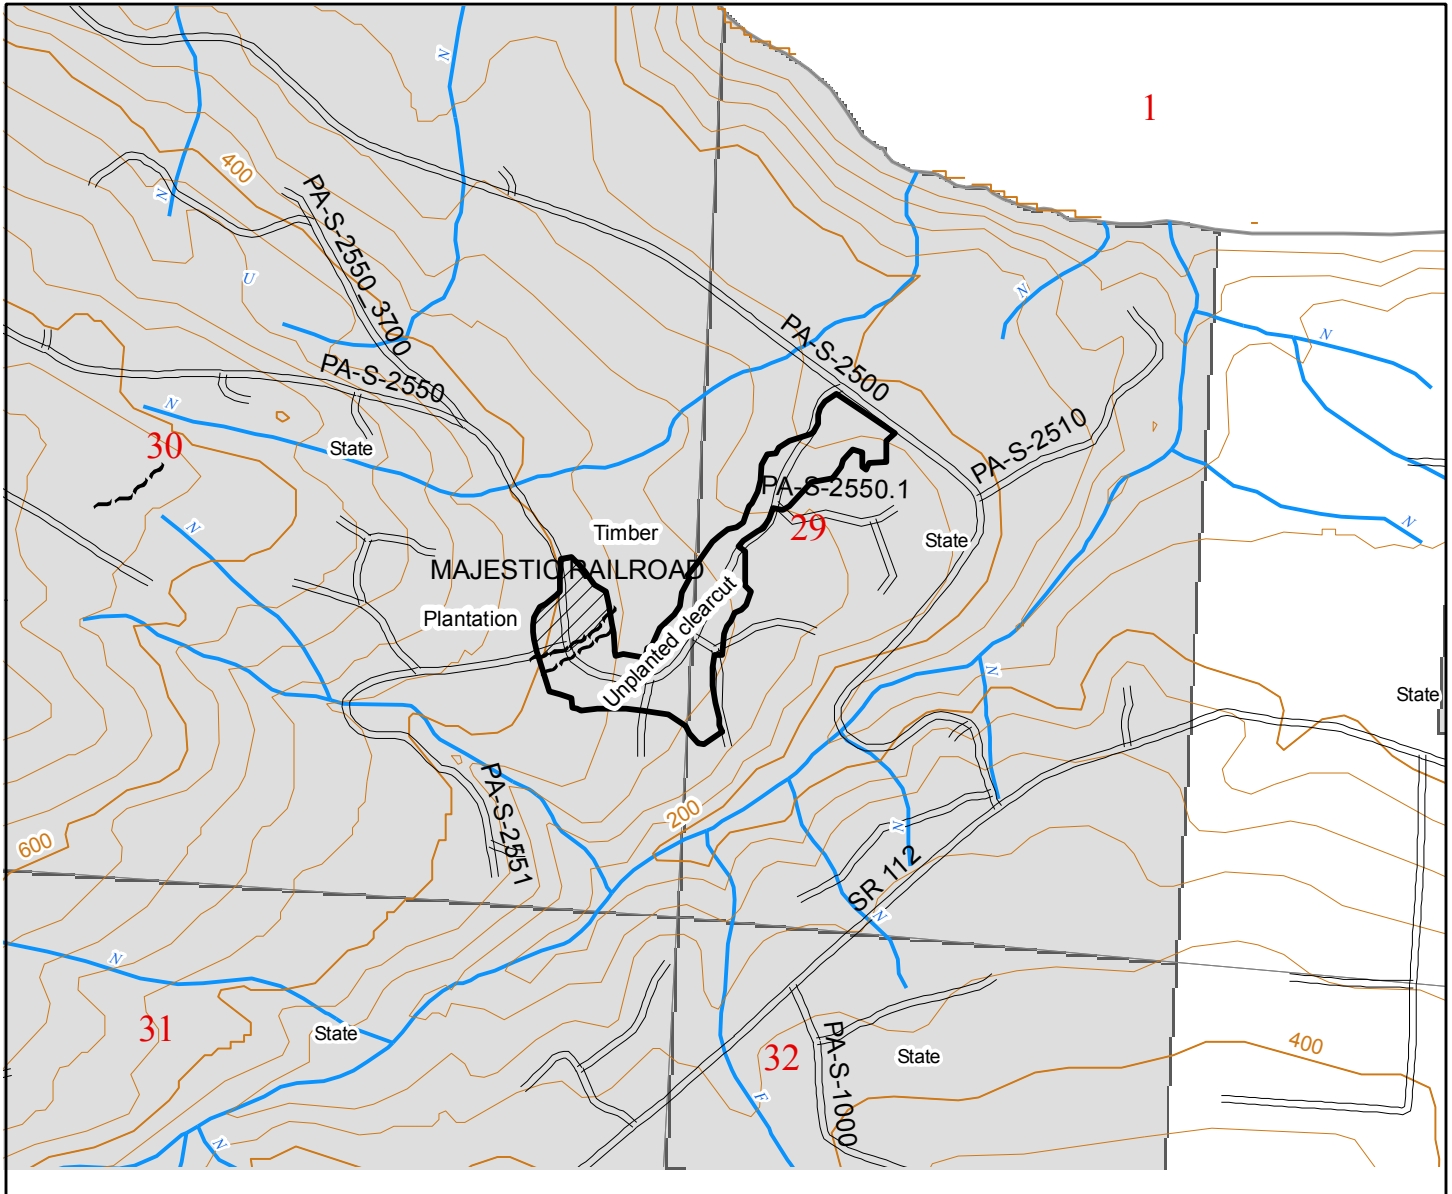 1
N
400
N
PA-S-2550_3700
U
N
N
PA-S-2500
PA-S-2550
N
30
State
PA-S-2510
PA-S-2550.1
29
N
N
Timber
State
MAJESTIC RAILROAD
Plantation
Unplanted clearcut
N
State
PA-S-2551
200
N
600
SR 112
N
N
31
State
32
State
400
PA-S-1000
F
N